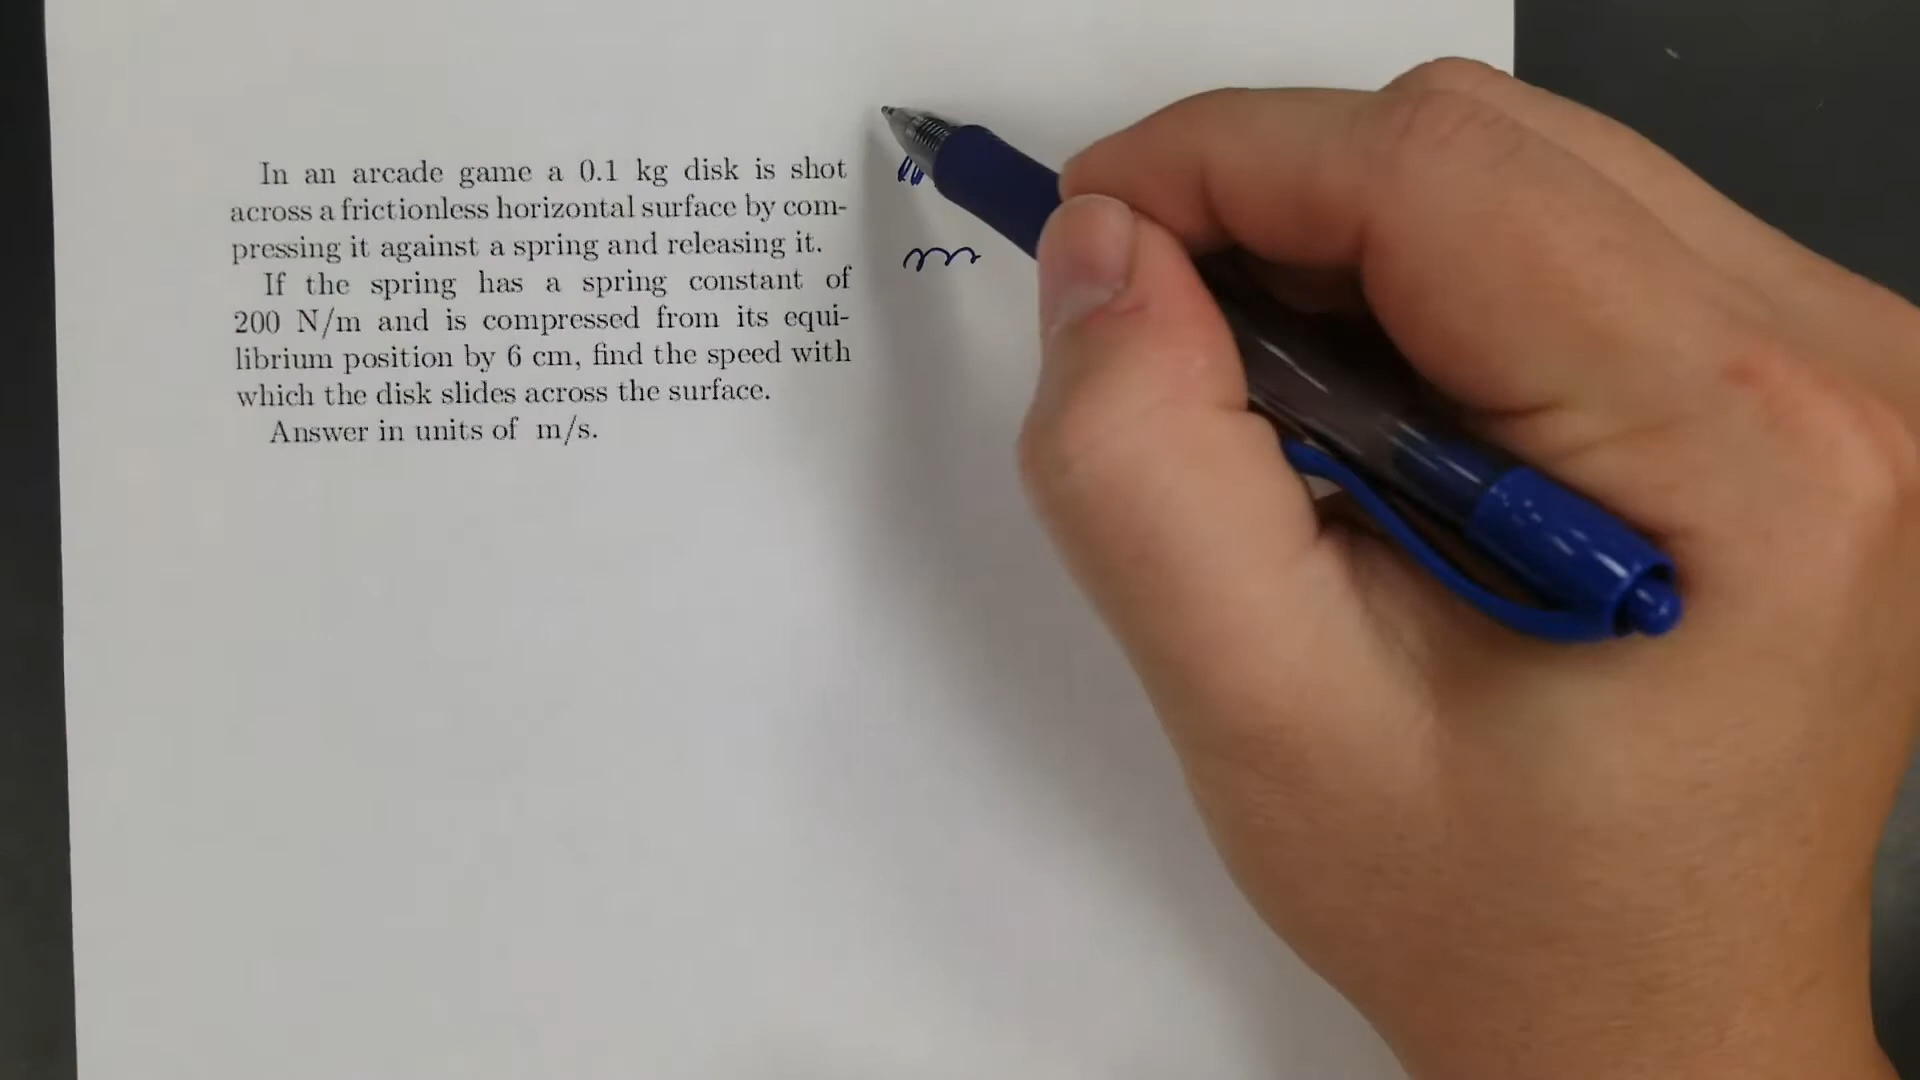 In an arcade game a 0.1 kg disk is shot
across a frictionless horizontal surface by com-
pressing it against a spring and releasing it.
If the spring has a spring constant of
200 N/m and is compressed from its equi-
librium position by 6 cm, find the speed with
which the disk slides across the surface.
Answer in units of m/s.